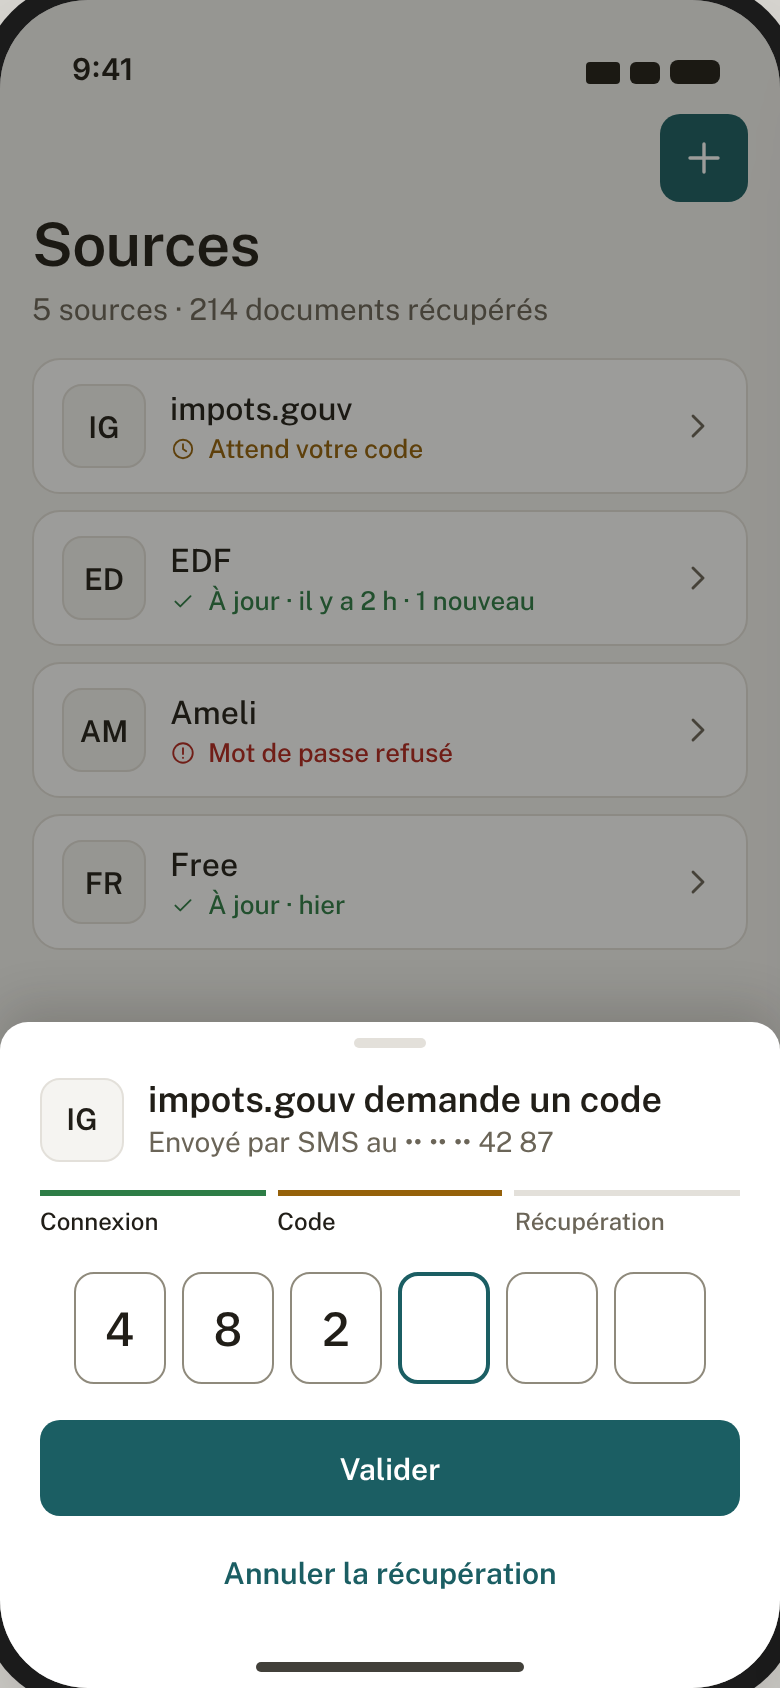 9:41
Sources
5 sources · 214 documents récupérés
IG
impots.gouv
Attend votre code
ED
EDF
À jour · il y a 2 h · 1 nouveau
AM
Ameli
Mot de passe refusé
FR
Free
À jour · hier
IG
impots.gouv demande un code
Envoyé par SMS au •• •• •• 42 87
Connexion Code Récupération
4 8 2
Valider
Annuler la récupération